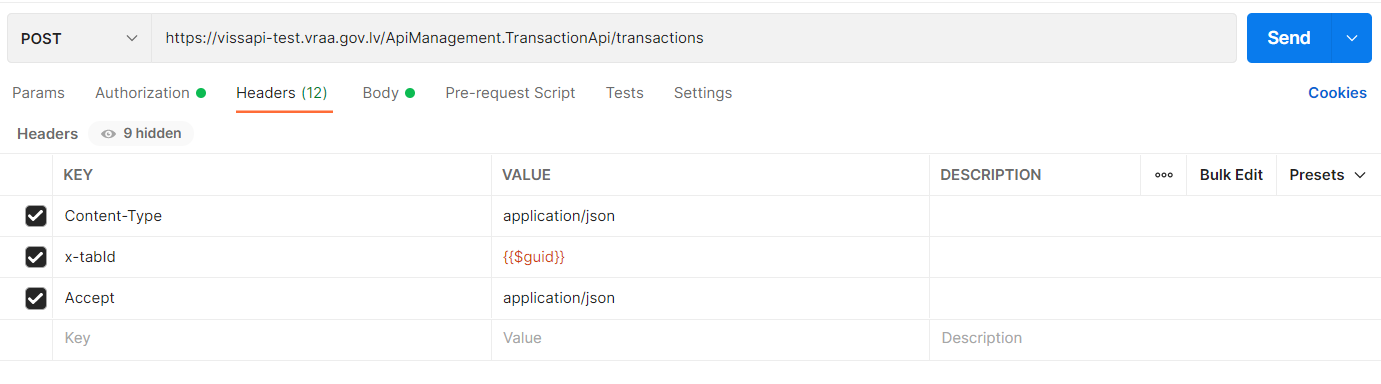 POST https://vissapi-test.vraa.gov.lv/ApiManagement.TransactionApi/transactions Send
Params Authorization Headers (12) Body Pre-request Script Tests Settings Cookies
Headers 9 hidden
KEY VALUE DESCRIPTION Bulk Edit Presets
Content-Type application/json
x-tabId {{$guid}}
Accept application/json
Key Value Description